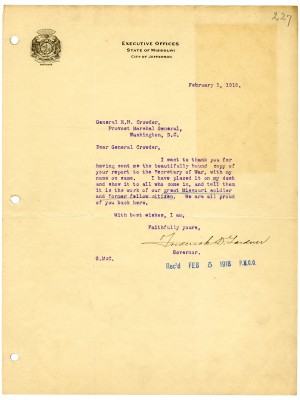 227
EXECUTIVE OFFICES
STATE OF MISSOURI
CITY OF JEFFERSON
February 1, 1918.
General E.H. Crowder,
Provost Marshal General,
Washington, D.C.
Dear General Crowder,
I want to thank you for
having sent me the beautifully bound copy of
your report to the Secretary of War, with my
name on same. I have placed it on my desk
and show it to all who come in, and tell them
it is the work of our great Missouri soldier
and former fellow citizen. We are all proud
of you back here.
With best wishes, I am,
Faithfully yours,
Frederick D. Gardner
Governor.
G.McC.
Rec'd FEB 5 1918 P.M.G.O.